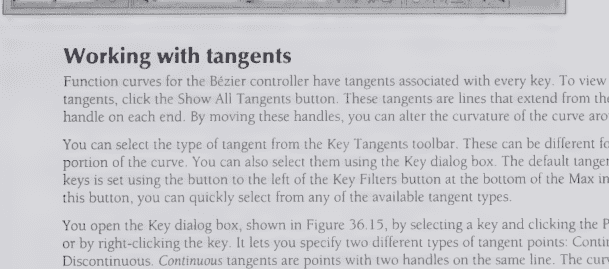 Working with tangents
Function curves for the Bézier controller have tangents associated with every key. To view
tangents, click the Show All Tangents button. These tangents are lines that extend from the
handle on each end. By moving these handles, you can alter the curvature of the curve
You can select the type of tangent from the Key Tangents toolbar. These can be different
portion of the curve. You can also select them using the Key dialog box. The default
keys is set using the button to the left of the Key Filters button at the bottom of the Max
this button, you can quickly select from any of the available tangent types.
You open the Key dialog box, shown in Figure 36.15, by selecting a key and clicking the
or by right-clicking the key. It lets you specify two different types of tangent points:
Discontinuous. Continuous tangents are points with two handles on the same line. The